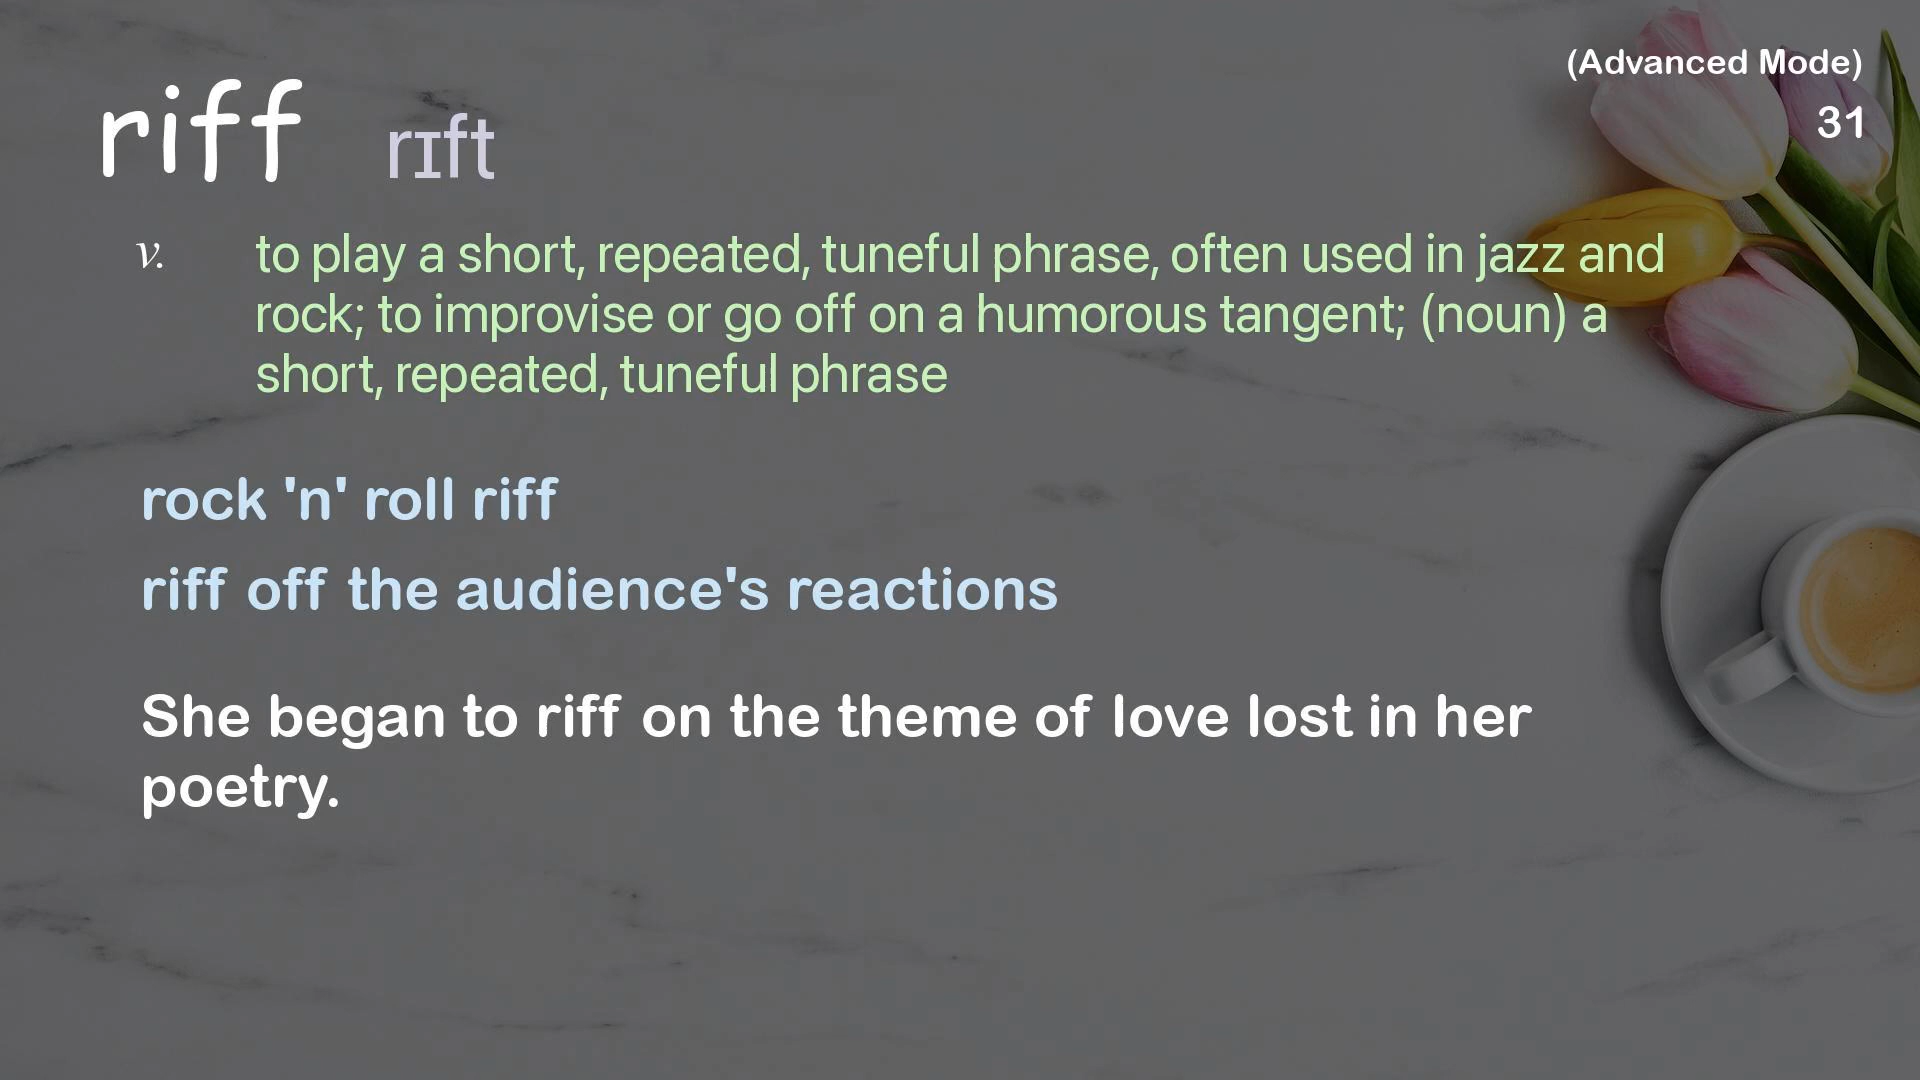 (Advanced Mode)
riff rɪft
31
v. to play a short, repeated, tuneful phrase, often used in jazz and
rock; to improvise or go off on a humorous tangent; (noun) a
short, repeated, tuneful phrase
rock 'n' roll riff
riff off the audience's reactions
She began to riff on the theme of love lost in her
poetry.